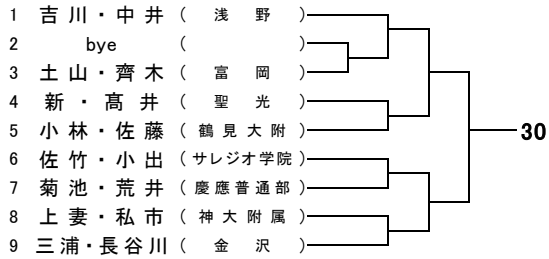 1 吉川・中井 ( 浅野 )
2 bye ( )
3 土山・齊木 ( 富岡 )
4 新・髙井 ( 聖光 )
5 小林・佐藤 ( 鶴見大附 )
6 佐竹・小出 ( サレジオ学院 )
7 菊池・荒井 ( 慶應普通部 )
8 上妻・私市 ( 神大附属 )
9 三浦・長谷川 ( 金沢 )
30